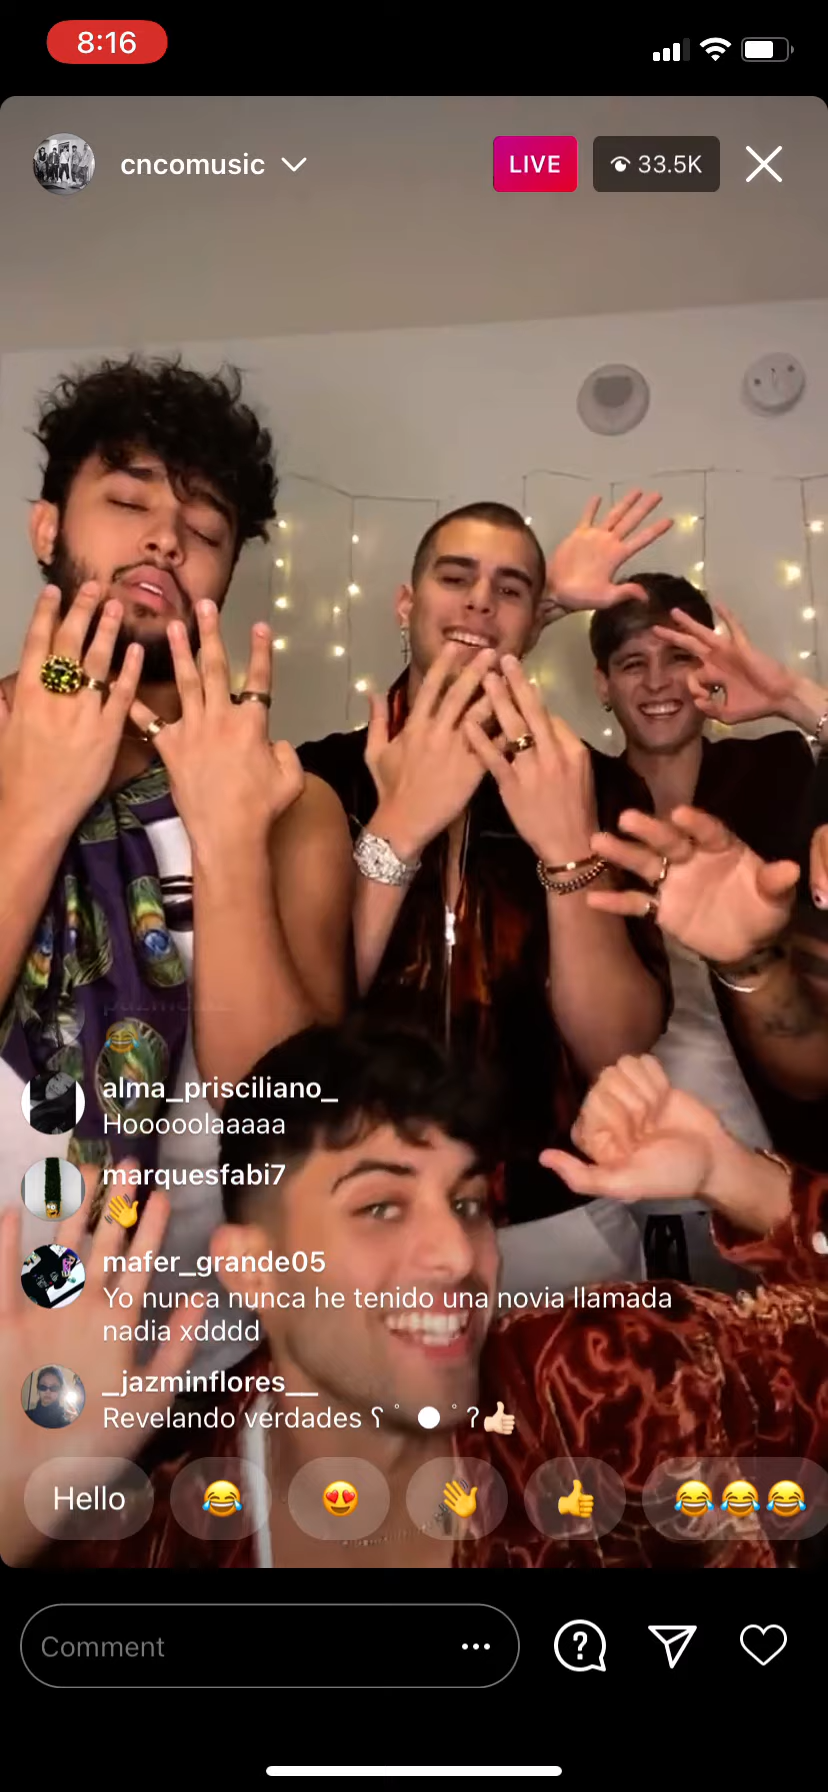 8:16
cncomusic
LIVE
33.5K
😂
alma_prisciliano_
Hooooolaaaaa
marquesfabi7
👋
mafer_grande05
Yo nunca nunca he tenido una novia llamada
nadia xdddd
_jazminflores__
Revelando verdades ʕ ˚ ● ˚ ʔ👍🏻
Hello 😂 😍 👋 👍 😂😂😂
Comment